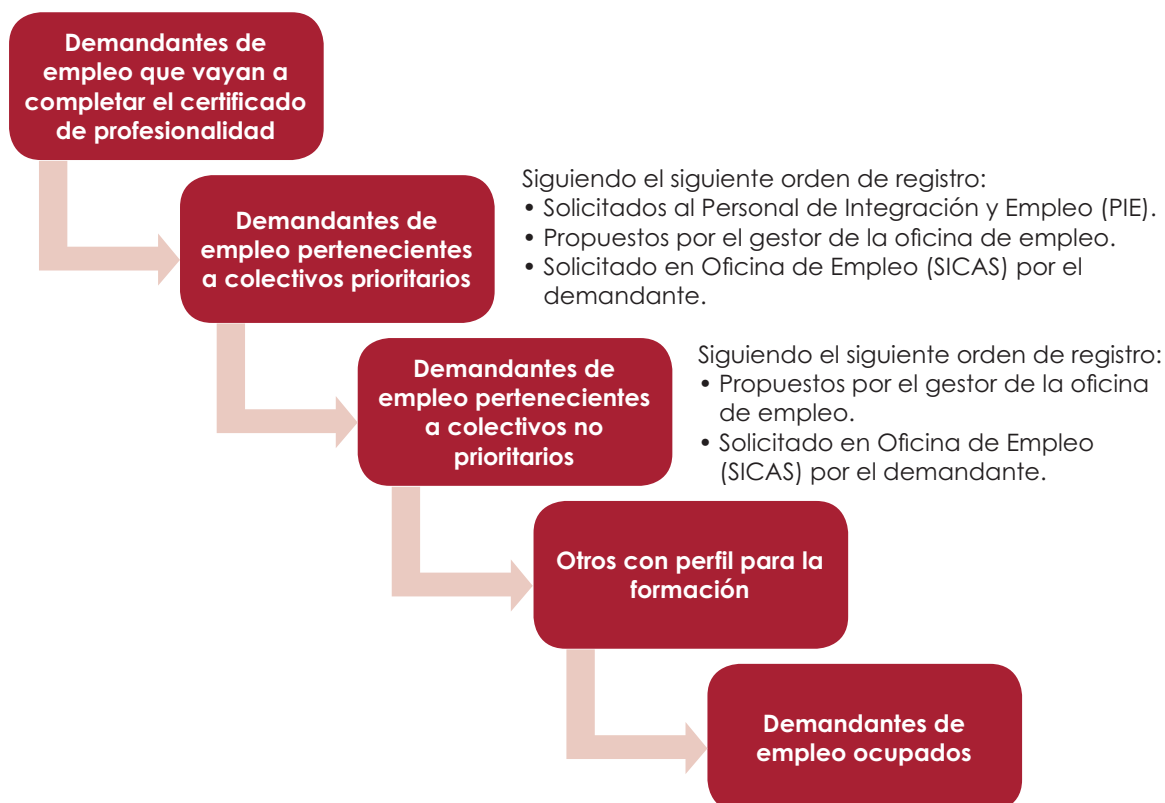 Demandantes de
empleo que vayan a
completar el certificado
de profesionalidad
Demandantes de
empleo pertenecientes
a colectivos prioritarios
Siguiendo el siguiente orden de registro:
• Solicitados al Personal de Integración y Empleo (PIE).
• Propuestos por el gestor de la oficina de empleo.
• Solicitado en Oficina de Empleo (SICAS) por el
demandante.
Demandantes de
empleo pertenecientes
a colectivos no
prioritarios
Siguiendo el siguiente orden de registro:
• Propuestos por el gestor de la oficina
de empleo.
• Solicitado en Oficina de Empleo
(SICAS) por el demandante.
Otros con perfil para la
formación
Demandantes de
empleo ocupados